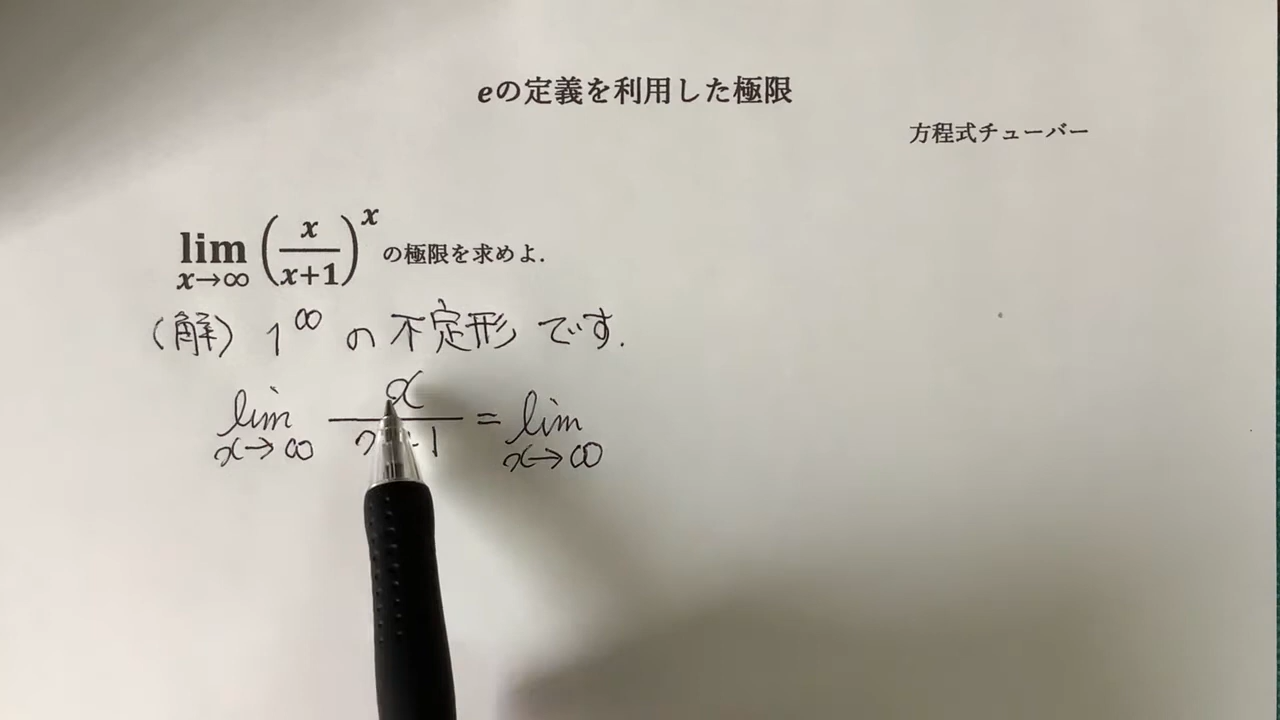 eの定義を利用した極限
方程式チューバー
lim x→∞ (x/(x+1))^x の極限を求めよ.
(解) 1^∞ の不定形です.
lim x→∞ x/(x+1) = lim x→∞